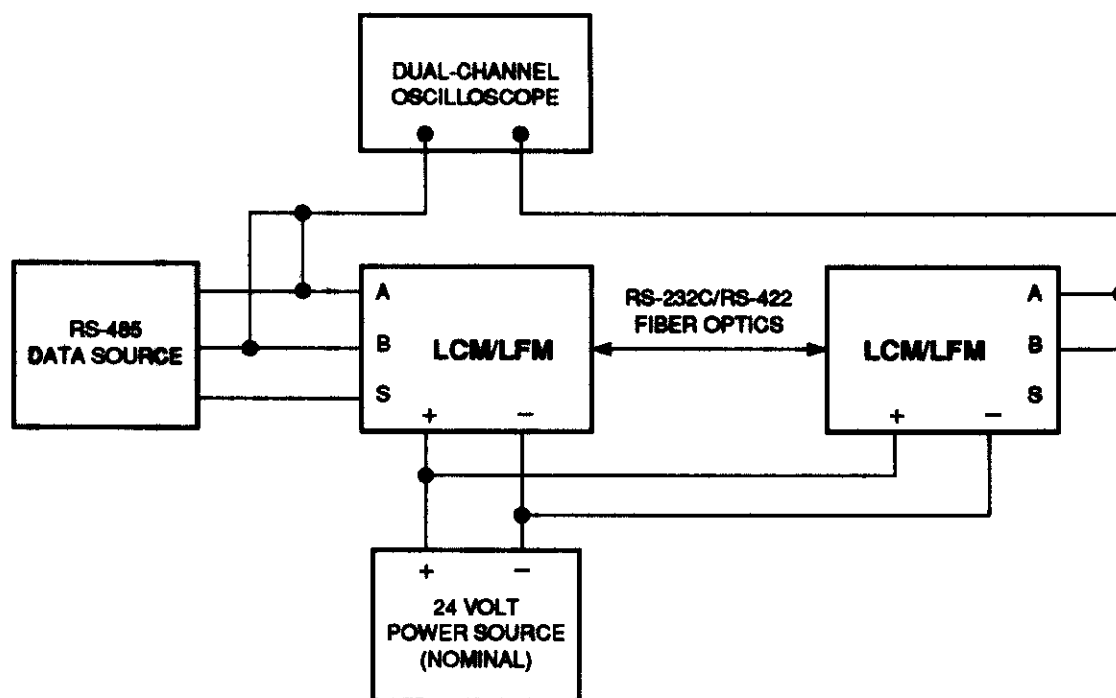 DUAL-CHANNEL
OSCILLOSCOPE
RS-485
DATA SOURCE
A
B
S
LCM/LFM
+ −
RS-232C/RS-422
FIBER OPTICS
LCM/LFM
A
B
S
+ −
+ −
24 VOLT
POWER SOURCE
(NOMINAL)